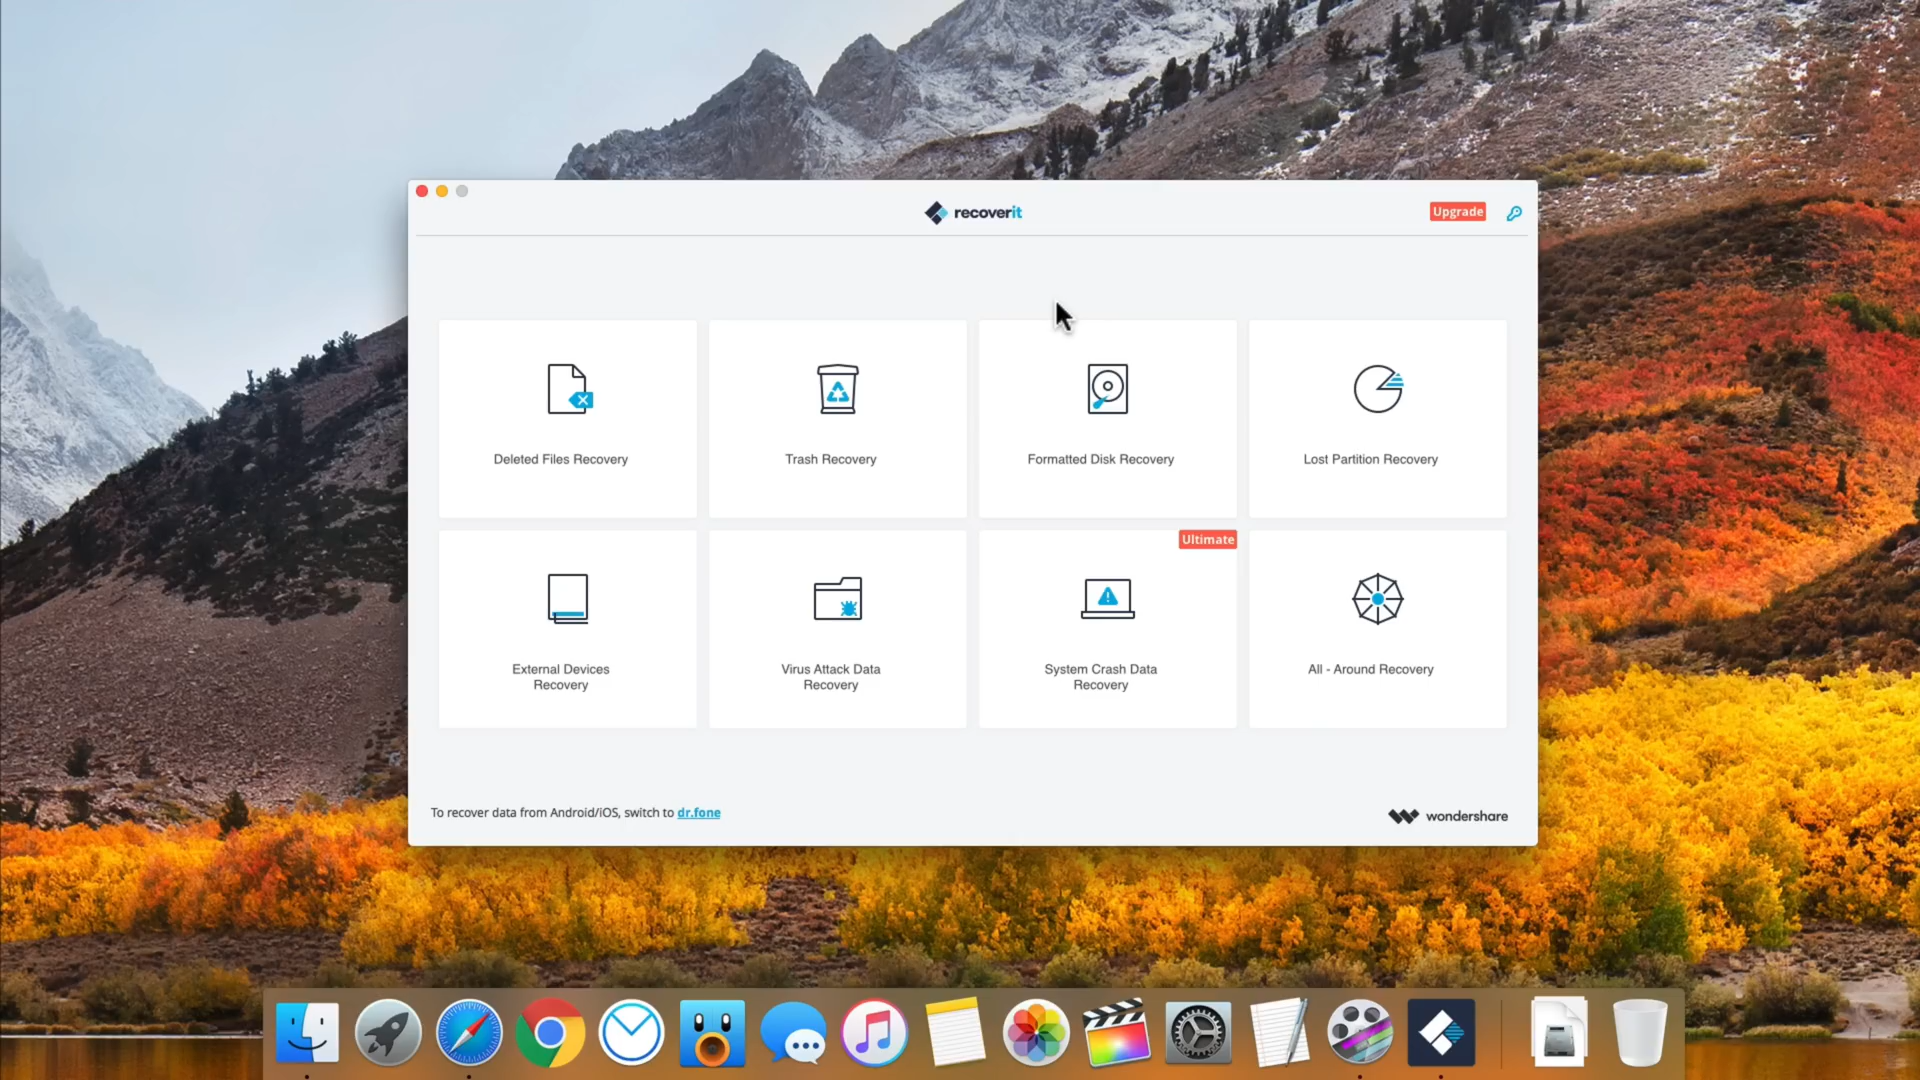 recoverit
Upgrade
Deleted Files Recovery
Trash Recovery
Formatted Disk Recovery
Lost Partition Recovery
Ultimate
External Devices
Recovery
Virus Attack Data
Recovery
System Crash Data
Recovery
All - Around Recovery
To recover data from Android/iOS, switch to dr.fone
wondershare